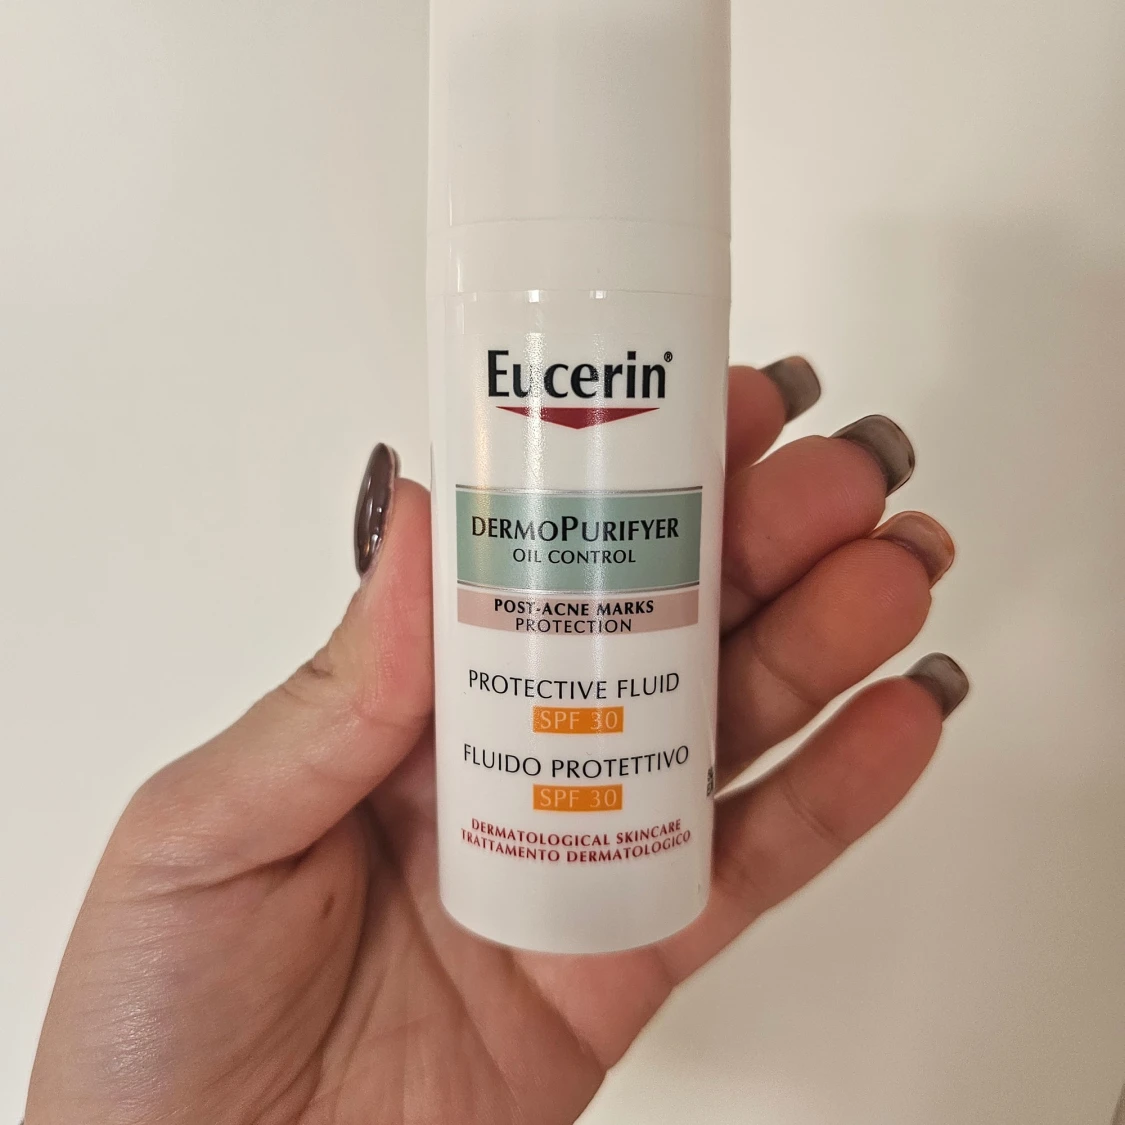 Eucerin®
DERMOPURIFYER
OIL CONTROL
POST-ACNE MARKS
PROTECTION
PROTECTIVE FLUID
SPF 30
FLUIDO PROTETTIVO
SPF 30
DERMATOLOGICAL SKINCARE
TRATTAMENTO DERMATOLOGICO